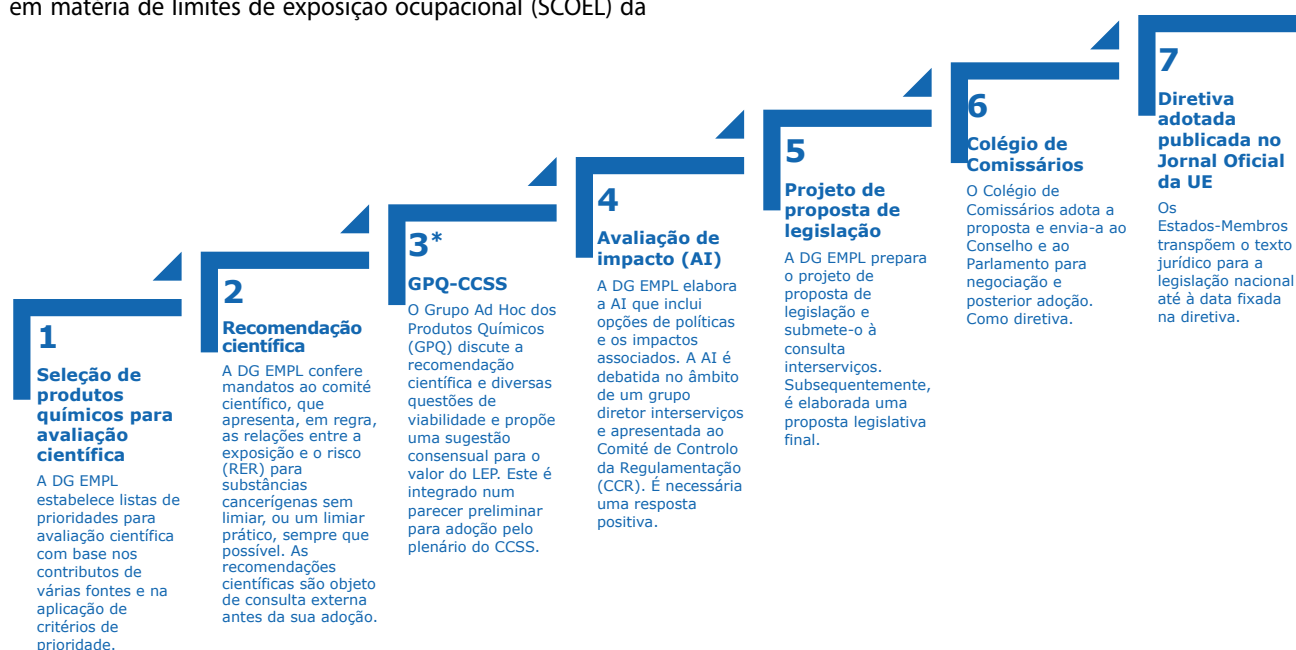 em matéria de limites de exposição ocupacional (SCOEL) da
1
Seleção de
produtos
químicos para
avaliação
científica
A DG EMPL
estabelece listas de
prioridades para
avaliação científica
com base nos
contributos de
várias fontes e na
aplicação de
critérios de
prioridade.
2
Recomendação
científica
A DG EMPL confere
mandatos ao comité
científico, que
apresenta, em regra,
as relações entre a
exposição e o risco
(RER) para
substâncias
cancerígenas sem
limiar, ou um limiar
prático, sempre que
possível. As
recomendações
científicas são objeto
de consulta externa
antes da sua adoção.
3*
GPQ-CCSS
O Grupo Ad Hoc dos
Produtos Químicos
(GPQ) discute a
recomendação
científica e diversas
questões de
viabilidade e propõe
uma sugestão
consensual para o
valor do LEP. Este é
integrado num
parecer preliminar
para adoção pelo
plenário do CCSS.
4
Avaliação de
impacto (AI)
A DG EMPL elabora
a AI que inclui
opções de políticas
e os impactos
associados. A AI é
debatida no âmbito
de um grupo
diretor interserviços
e apresentada ao
Comité de Controlo
da Regulamentação
(CCR). É necessária
uma resposta
positiva.
5
Projeto de
proposta de
legislação
A DG EMPL prepara
o projeto de
proposta de
legislação e
submete-o à
consulta
interserviços.
Subsequentemente,
é elaborada uma
proposta legislativa
final.
6
Colégio de
Comissários
O Colégio de
Comissários adota a
proposta e envia-a ao
Conselho e ao
Parlamento para
negociação e
posterior adoção.
Como diretiva.
7
Diretiva
adotada
publicada no
Jornal Oficial
da UE
Os
Estados-Membros
transpõem o texto
jurídico para a
legislação nacional
até à data fixada
na diretiva.